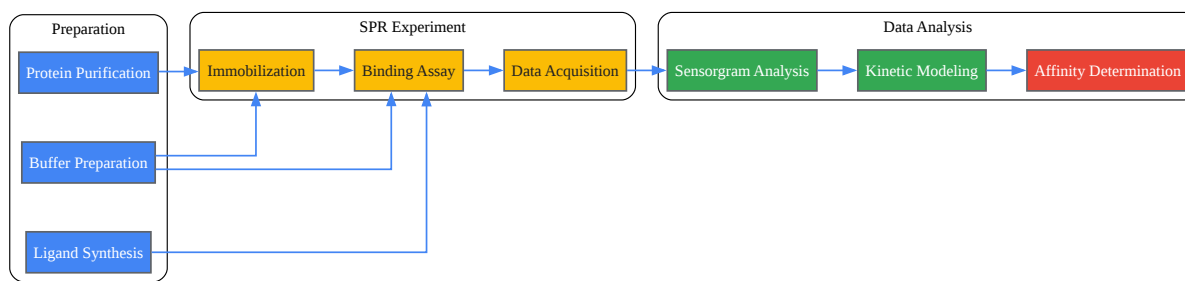 Preparation
Protein Purification
Buffer Preparation
Ligand Synthesis
SPR Experiment
Immobilization
Binding Assay
Data Acquisition
Data Analysis
Sensorgram Analysis
Kinetic Modeling
Affinity Determination